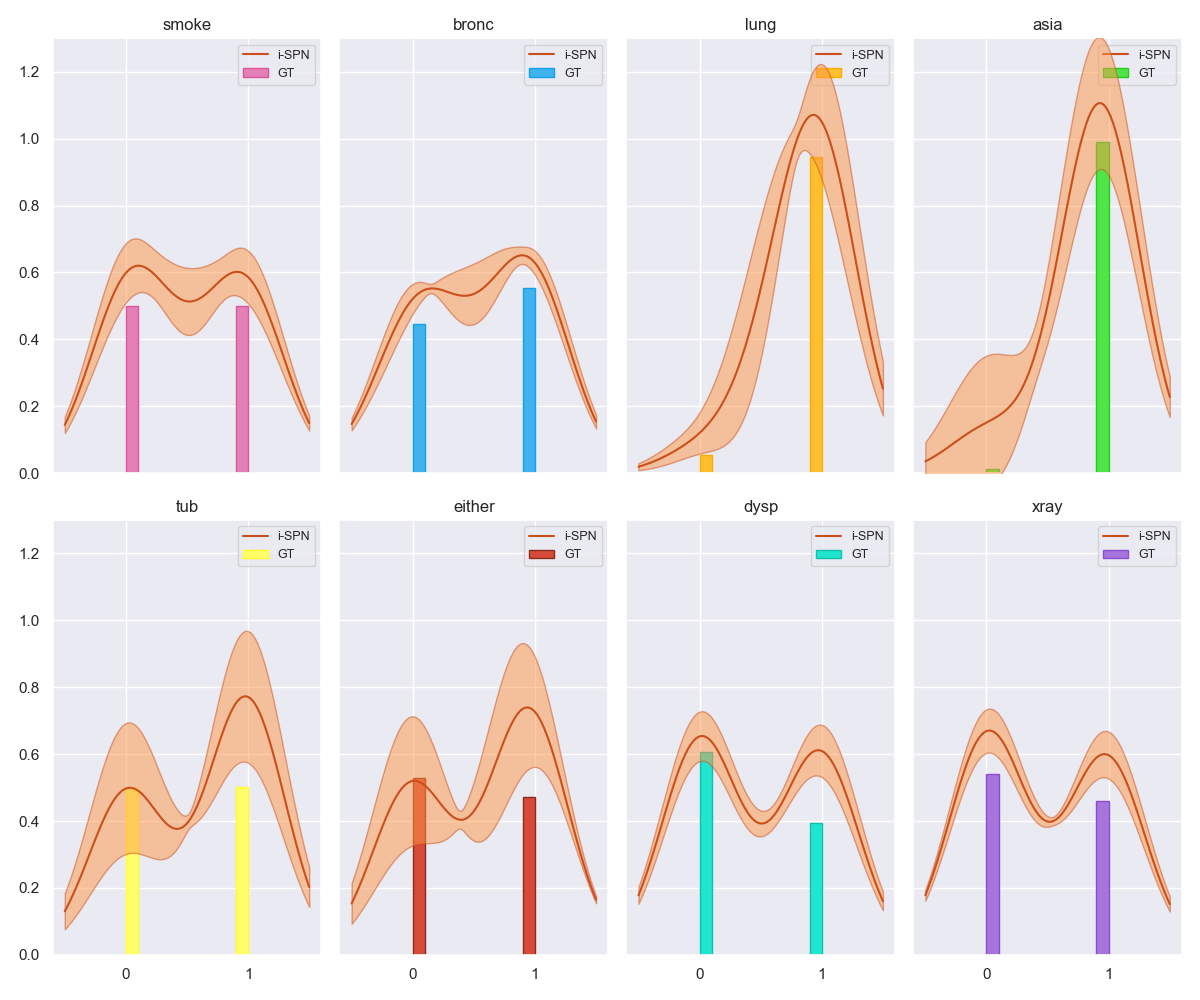 smoke
bronc
lung
asia
i-SPN
GT
i-SPN
GT
i-SPN
GT
i-SPN
GT
1.2
1.0
0.8
0.6
0.4
0.2
0.0
tub
either
dysp
xray
i-SPN
GT
i-SPN
GT
i-SPN
GT
i-SPN
GT
1.2
1.0
0.8
0.6
0.4
0.2
0.0
0 1
0 1
0 1
0 1